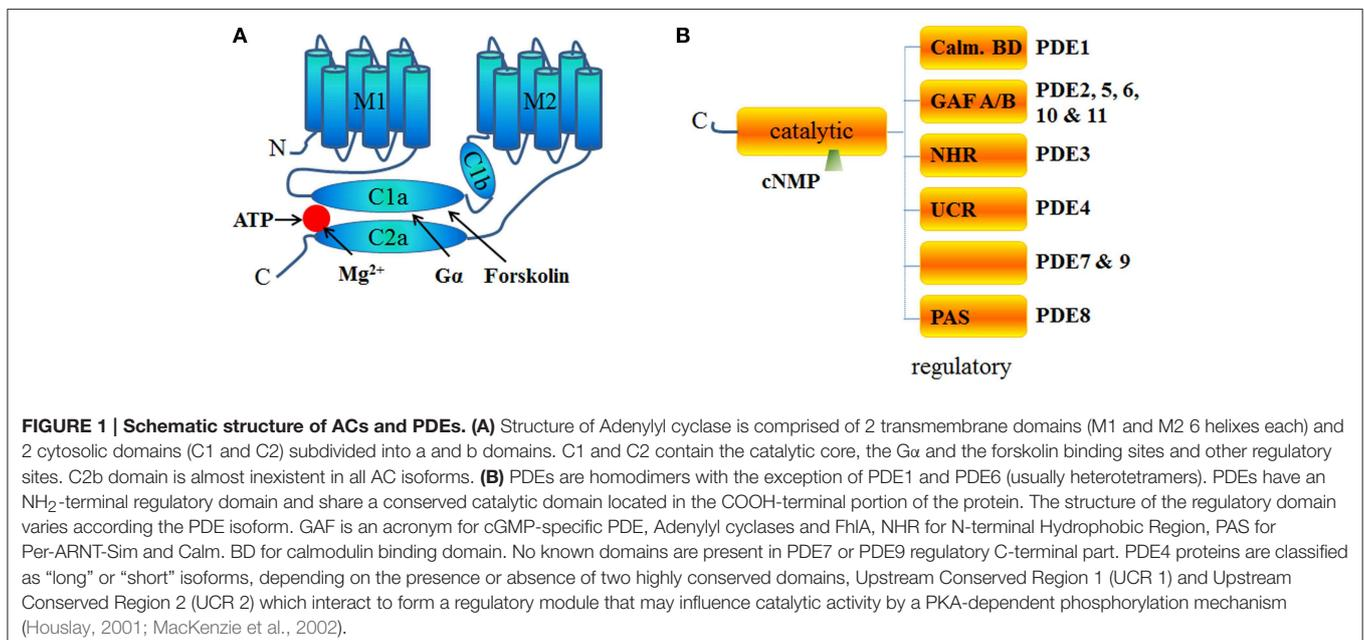 A
M1
M2
N
C1b
C1a
ATP
C2a
C
Mg²⁺
Gα
Forskolin
B
Calm. BD PDE1
GAF A/B PDE2, 5, 6,
10 & 11
C
catalytic
cNMP
NHR PDE3
UCR PDE4
PDE7 & 9
PAS PDE8
regulatory
FIGURE 1 | Schematic structure of ACs and PDEs. (A) Structure of Adenylyl cyclase is comprised of 2 transmembrane domains (M1 and M2 6 helixes each) and
2 cytosolic domains (C1 and C2) subdivided into a and b domains. C1 and C2 contain the catalytic core, the Gα and the forskolin binding sites and other regulatory
sites. C2b domain is almost inexistent in all AC isoforms. (B) PDEs are homodimers with the exception of PDE1 and PDE6 (usually heterotetramers). PDEs have an
NH₂-terminal regulatory domain and share a conserved catalytic domain located in the COOH-terminal portion of the protein. The structure of the regulatory domain
varies according the PDE isoform. GAF is an acronym for cGMP-specific PDE, Adenylyl cyclases and FhlA, NHR for N-terminal Hydrophobic Region, PAS for
Per-ARNT-Sim and Calm. BD for calmodulin binding domain. No known domains are present in PDE7 or PDE9 regulatory C-terminal part. PDE4 proteins are classified
as “long” or “short” isoforms, depending on the presence or absence of two highly conserved domains, Upstream Conserved Region 1 (UCR 1) and Upstream
Conserved Region 2 (UCR 2) which interact to form a regulatory module that may influence catalytic activity by a PKA-dependent phosphorylation mechanism
(Houslay, 2001; MacKenzie et al., 2002).